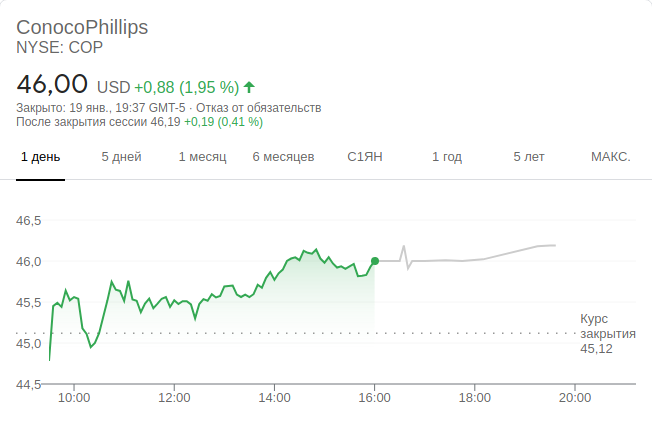 ConocoPhillips
NYSE: COP
46,00 USD +0,88 (1,95 %)
Закрыто: 19 янв., 19:37 GMT-5 · Отказ от обязательств
После закрытия сессии 46,19 +0,19 (0,41 %)
1 день 5 дней 1 месяц 6 месяцев С1ЯН 1 год 5 лет МАКС.
46,5
46,0
45,5
Курс
закрытия
45,12
45,0
44,5
10:00 12:00 14:00 16:00 18:00 20:00